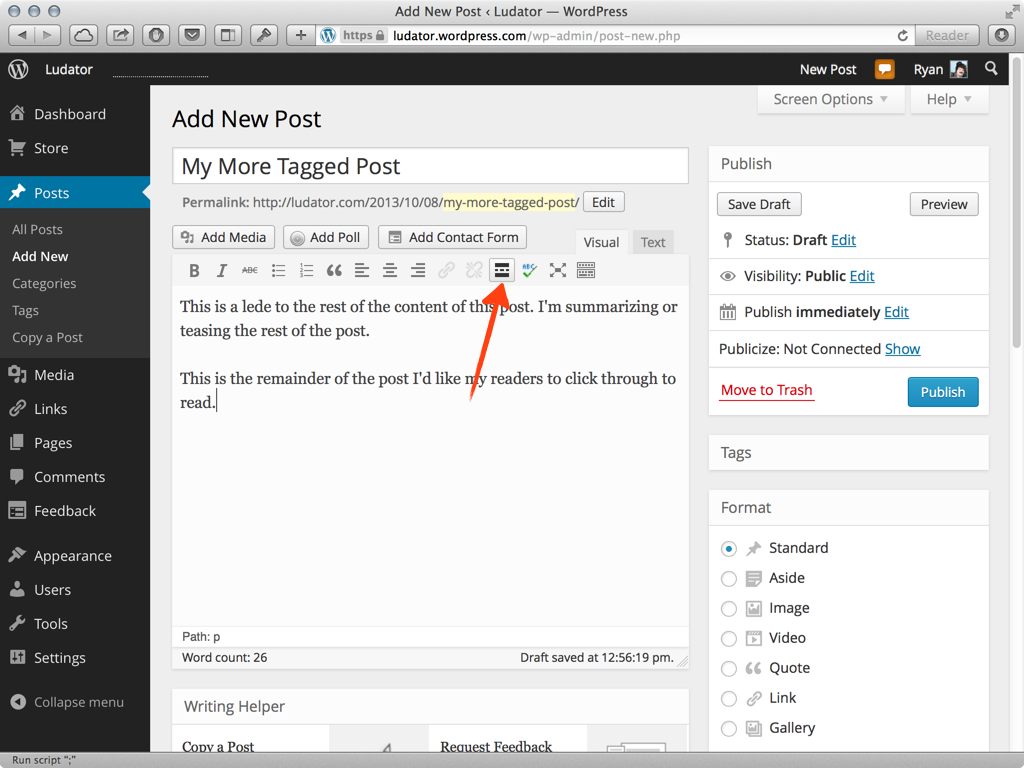 Add New Post ‹ Ludator — WordPress
https ludator.wordpress.com/wp-admin/post-new.php Reader
Ludator New Post Ryan
Screen Options Help
Dashboard
Store
Posts
All Posts
Add New
Categories
Tags
Copy a Post
Media
Links
Pages
Comments
Feedback
Appearance
Users
Tools
Settings
Collapse menu
Add New Post
My More Tagged Post
Permalink: http://ludator.com/2013/10/08/my-more-tagged-post/ Edit
Add Media Add Poll Add Contact Form Visual Text
B I ABC ABC
This is a lede to the rest of the content of this post. I'm summarizing or
teasing the rest of the post.
This is the remainder of the post I'd like my readers to click through to
read.
Path: p
Word count: 26 Draft saved at 12:56:19 pm.
Writing Helper
Copy a Post Request Feedback
Publish
Save Draft Preview
Status: Draft Edit
Visibility: Public Edit
Publish immediately Edit
Publicize: Not Connected Show
Move to Trash Publish
Tags
Format
Standard
Aside
Image
Video
Quote
Link
Gallery
Run script ";"